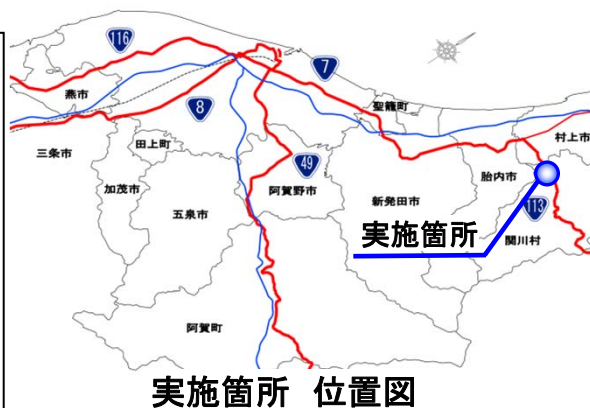 116
7
燕市
8
聖籠町
三条市
田上町
49
村上市
加茂市
阿賀野市
胎内市
五泉市
新発田市
113
実施箇所
関川村
阿賀町
実施箇所 位置図